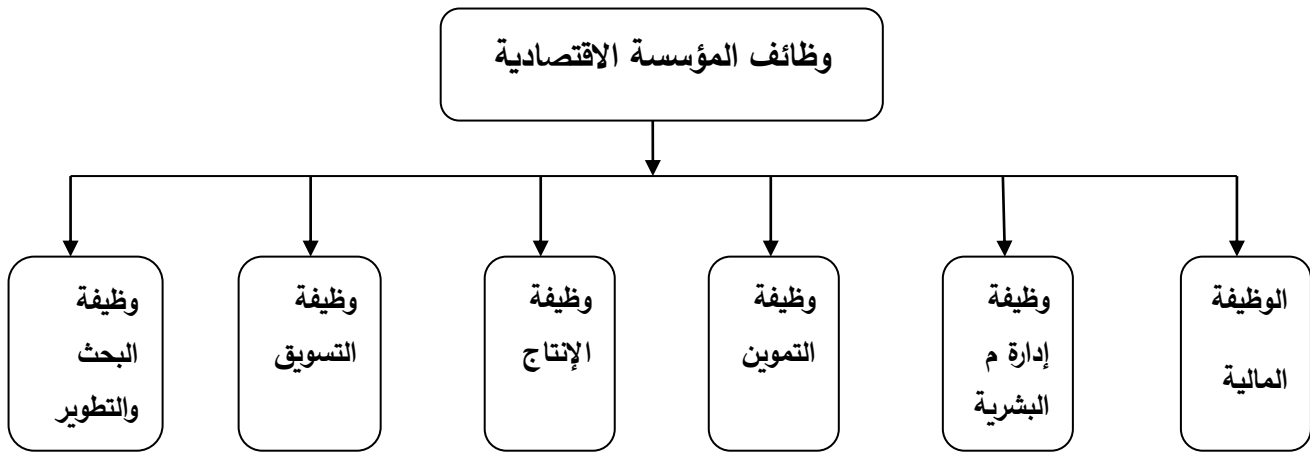 وظائف المؤسسة الاقتصادية
الوظيفة
المالية
وظيفة
إدارة م
البشرية
وظيفة
التموين
وظيفة
الإنتاج
وظيفة
التسويق
وظيفة
البحث
والتطوير